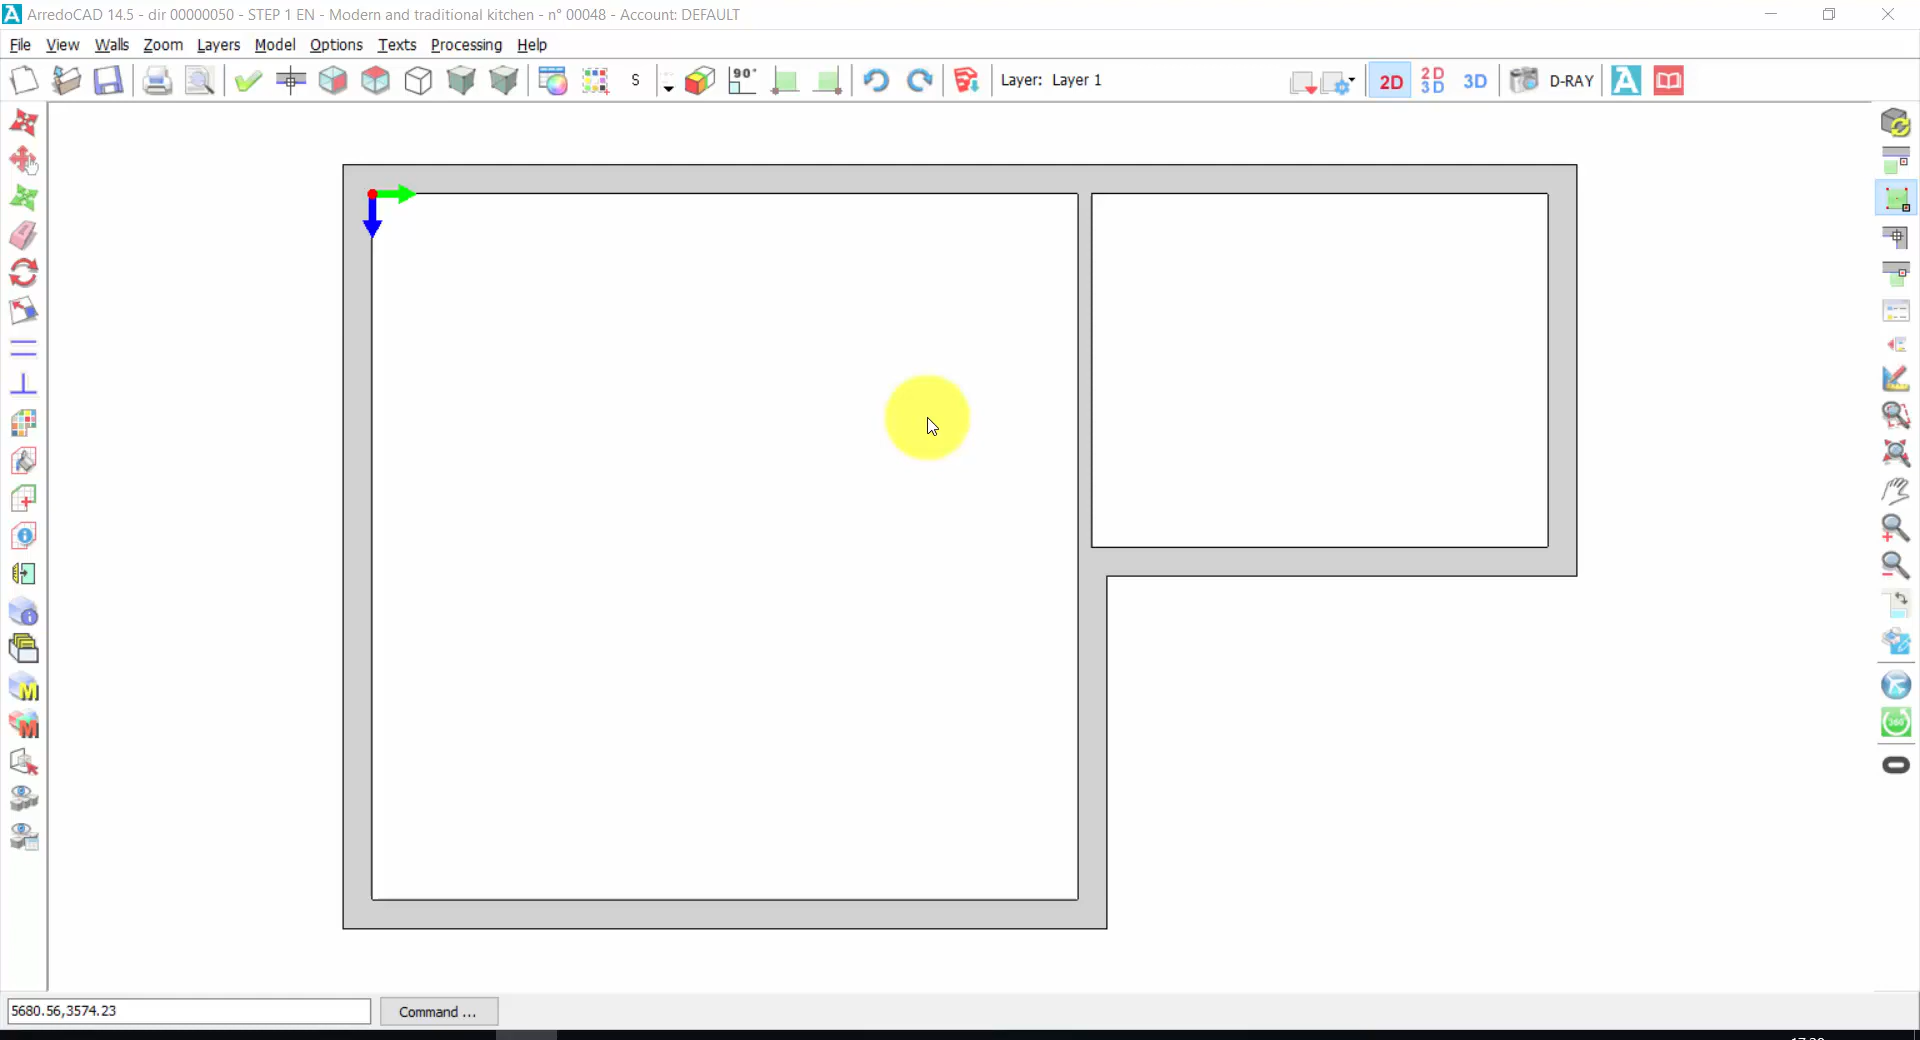 ArredoCAD 14.5 - dir 00000050 - STEP 1 EN - Modern and traditional kitchen - n° 00048 - Account: DEFAULT
File View Walls Zoom Layers Model Options Texts Processing Help
S 90° Layer: Layer 1 2D 2D 3D 3D D-RAY A
M
M
360°
5680.56,3574.23 Command ...